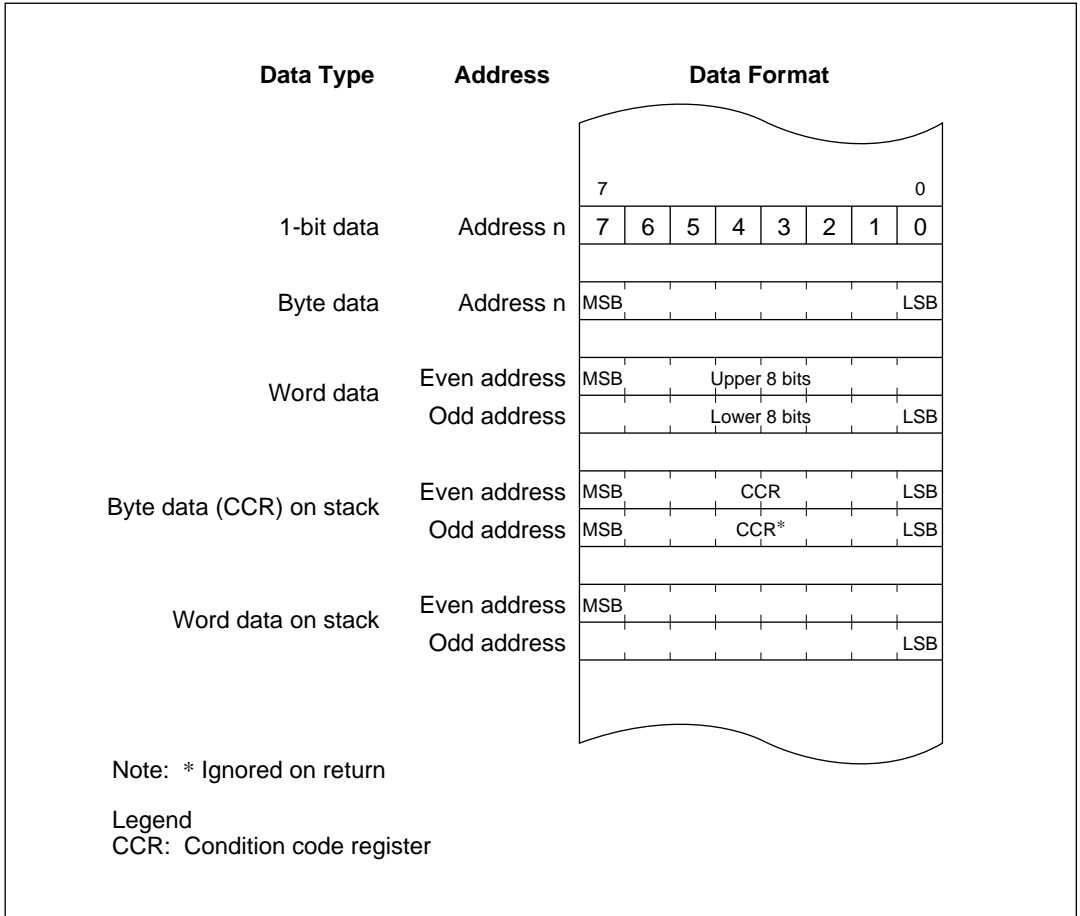 Data Type Address Data Format
7 0
1-bit data Address n 7 6 5 4 3 2 1 0
Byte data Address n MSB LSB
Word data
Even address MSB Upper 8 bits
Odd address Lower 8 bits LSB
Byte data (CCR) on stack
Even address MSB CCR LSB
Odd address MSB CCR* LSB
Word data on stack
Even address MSB
Odd address LSB
Note: * Ignored on return
Legend
CCR: Condition code register